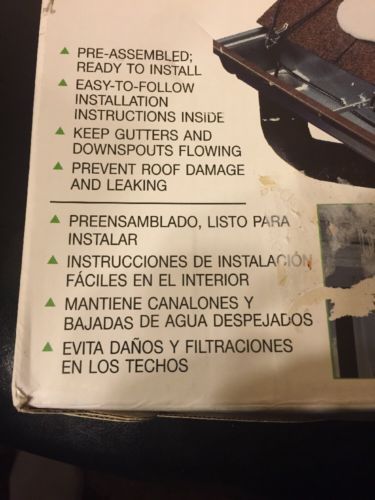 PRE-ASSEMBLED;
READY TO INSTALL
EASY-TO-FOLLOW
INSTALLATION
INSTRUCTIONS INSIDE
KEEP GUTTERS AND
DOWNSPOUTS FLOWING
PREVENT ROOF DAMAGE
AND LEAKING
PREENSAMBLADO, LISTO PARA
INSTALAR
INSTRUCCIONES DE INSTALACIÓN
FÁCILES EN EL INTERIOR
MANTIENE CANALONES Y
BAJADAS DE AGUA DESPEJADOS
EVITA DAÑOS Y FILTRACIONES
EN LOS TECHOS